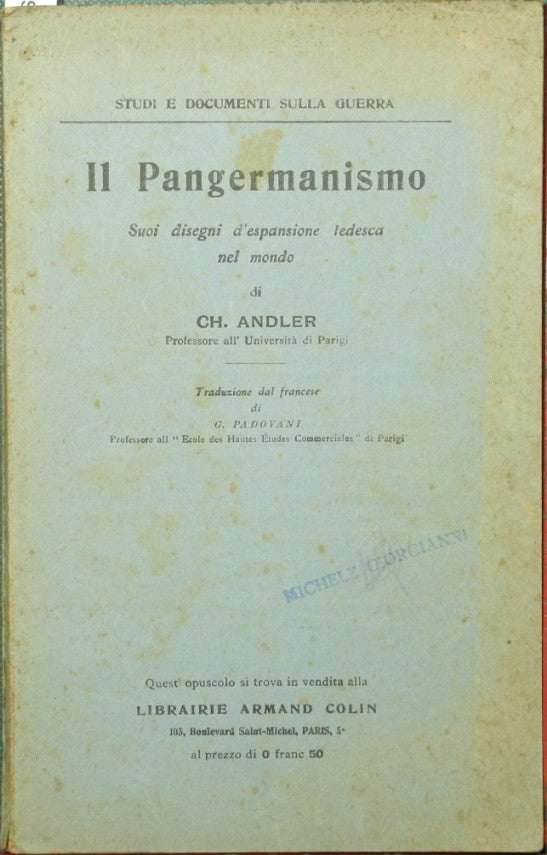 STUDI E DOCUMENTI SULLA GUERRA
Il Pangermanismo
Suoi disegni d'espansione tedesca
nel mondo
di
CH. ANDLER
Professore all' Università di Parigi
Traduzione dal francese
di
G. PADOVANI
Professore all "Ecole des Hautes Études Commerciales" di Parigi
MICHELE GIORGIANNI
Quest' opuscolo si trova in vendita alla
LIBRAIRIE ARMAND COLIN
103, Boulevard Saint-Michel, PARIS, 5e
al prezzo di 0 franc 50